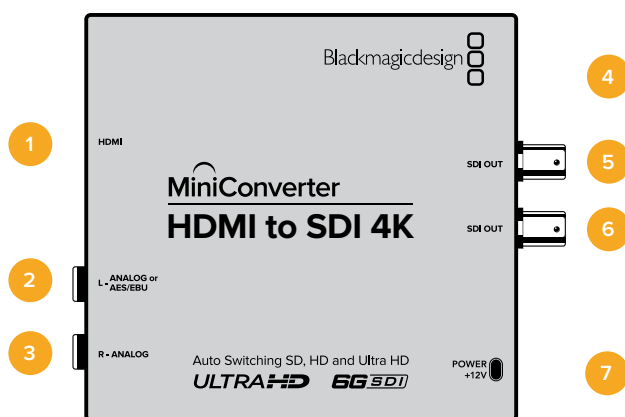 Blackmagicdesign
4
1
HDMI
SDI OUT
5
MiniConverter
HDMI to SDI 4K
SDI OUT
6
2
L - ANALOG or
AES/EBU
3
R - ANALOG
Auto Switching SD, HD and Ultra HD
ULTRAHD 6G SDI
POWER
+12V
7